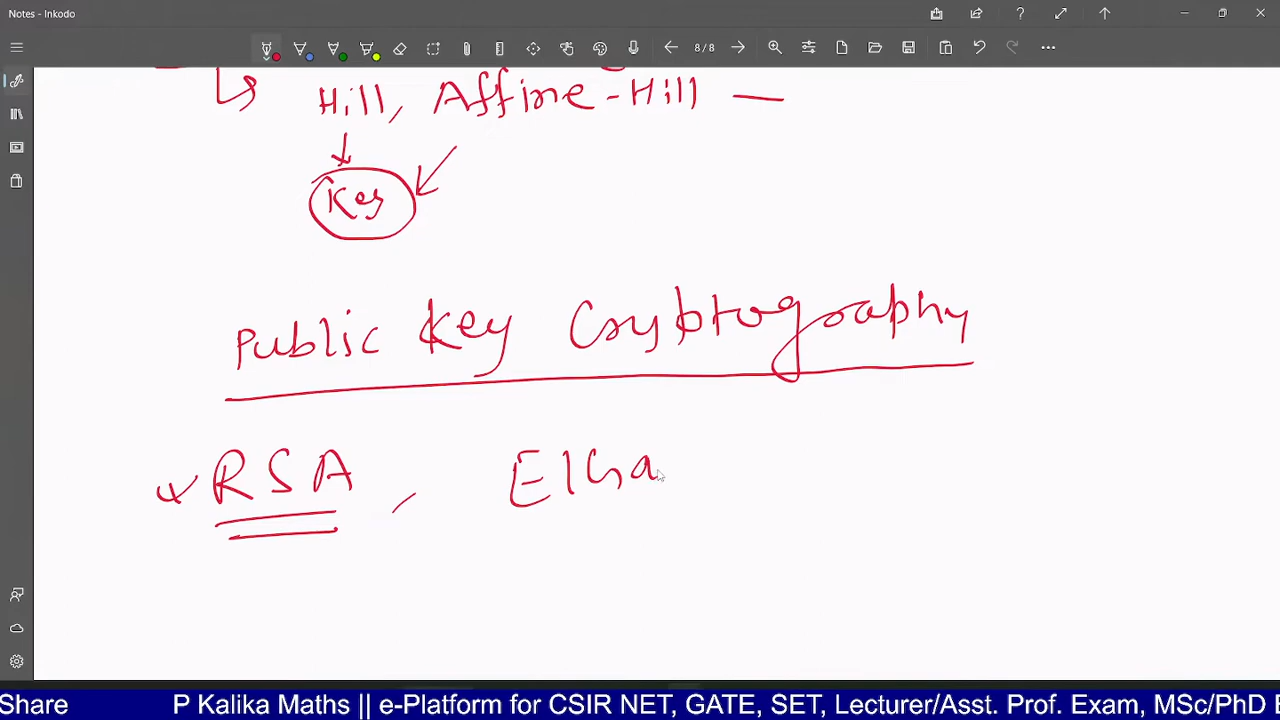 Notes - Inkodo
8/8
Hill, Affine-Hill —
Key
Public Key Cryptography
RSA, ElGa
Share P Kalika Maths || e-Platform for CSIR NET, GATE, SET, Lecturer/Asst. Prof. Exam, MSc/PhD E